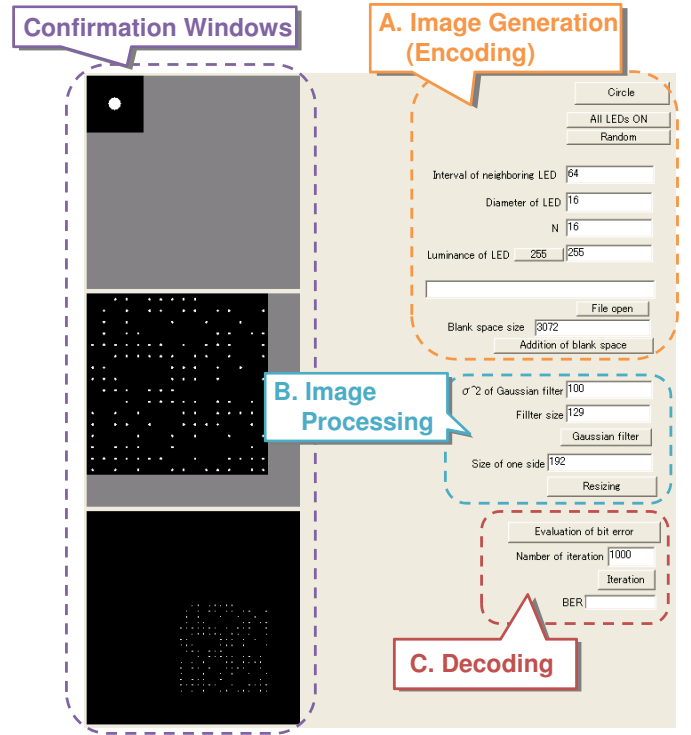 Confirmation Windows
A. Image Generation
(Encoding)
Circle
All LEDs ON
Random
Interval of neighboring LED 64
Diameter of LED 16
N 16
Luminance of LED 255 255
File open
Blank space size 3072
Addition of blank space
B. Image
Processing
σ^2 of Gaussian filter 100
Fillter size 129
Gaussian filter
Size of one side 192
Resizing
Evaluation of bit error
Namber of iteration 1000
Iteration
BER
C. Decoding